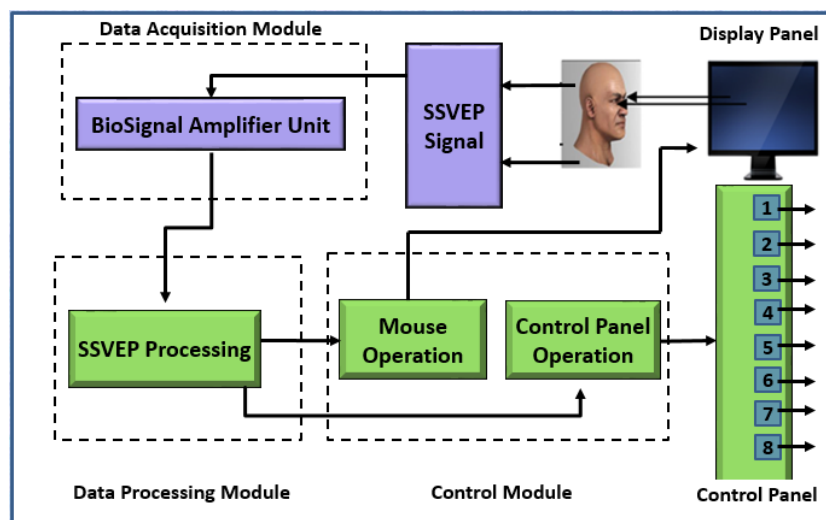 Data Acquisition Module
Display Panel
BioSignal Amplifier Unit
SSVEP
Signal
1
2
3
4
5
6
7
8
SSVEP Processing
Mouse
Operation
Control Panel
Operation
Data Processing Module
Control Module
Control Panel